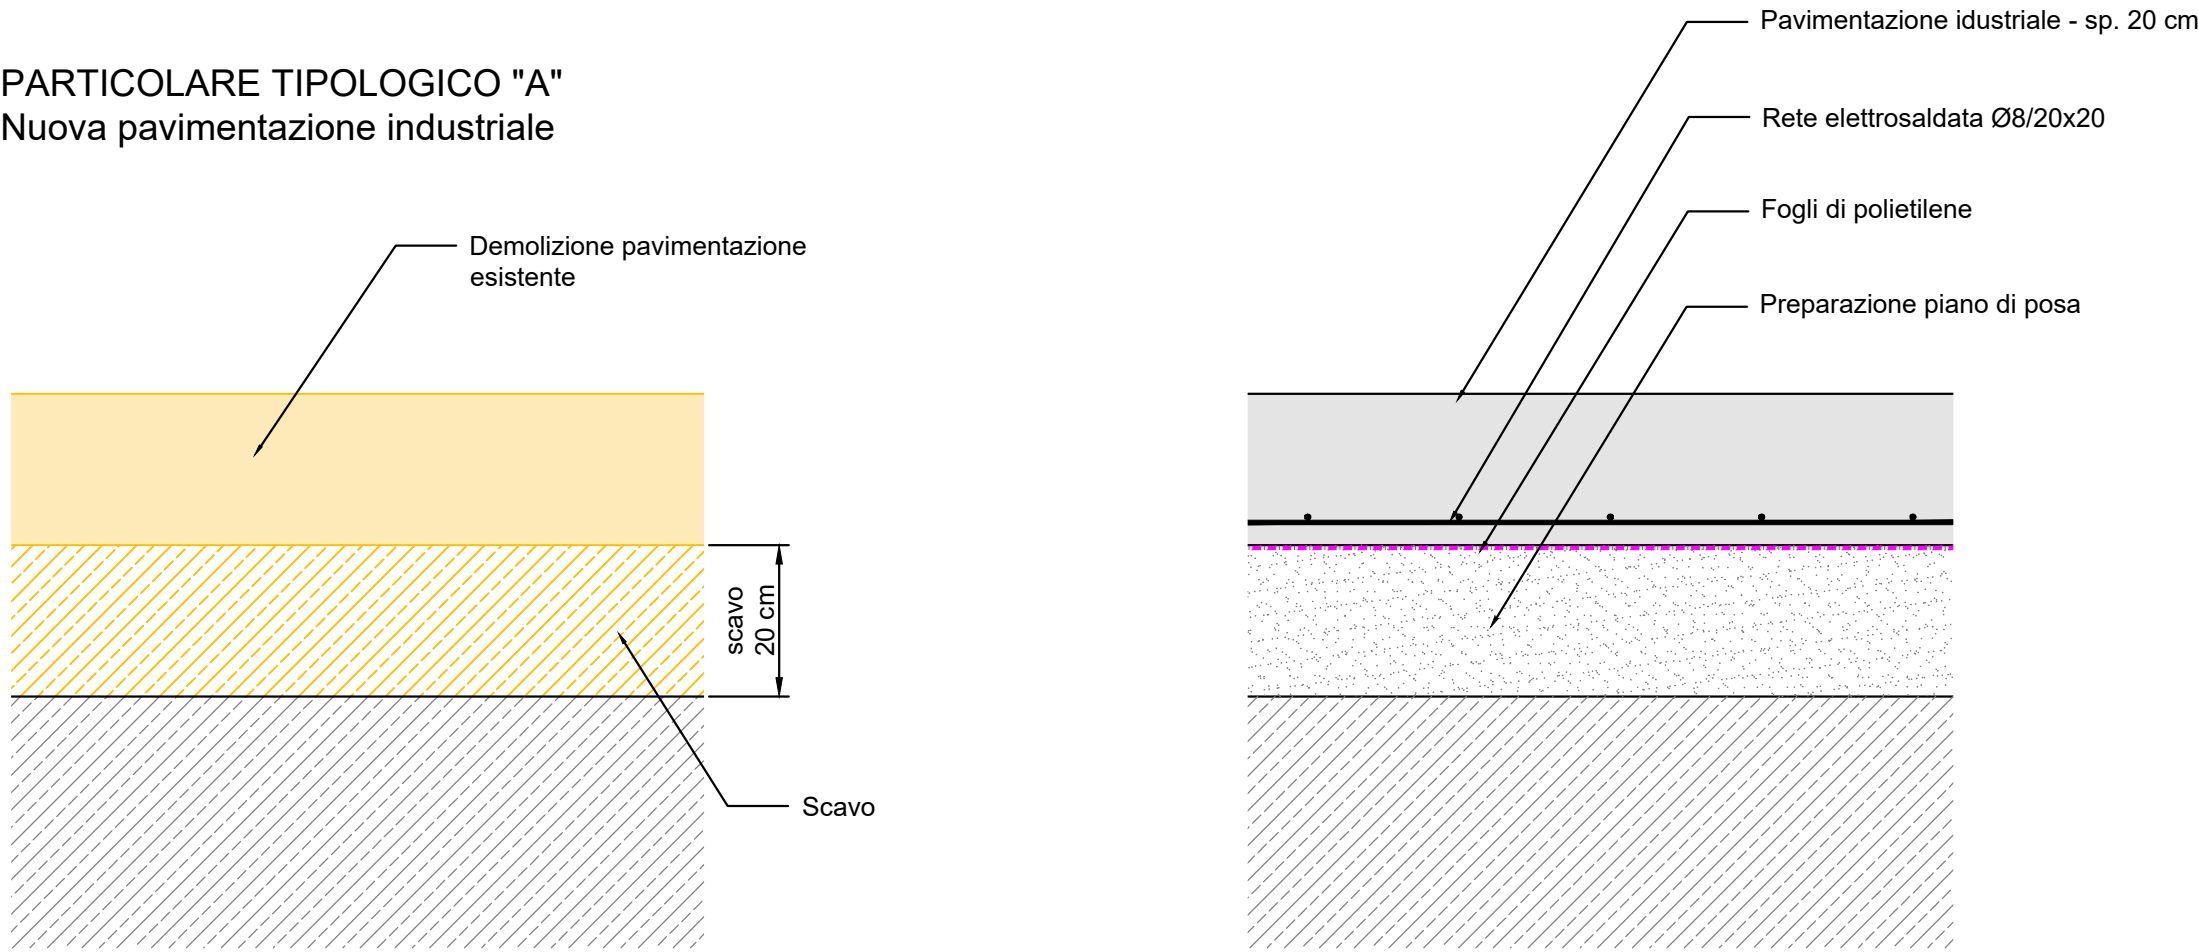 PARTICOLARE TIPOLOGICO "A"
Nuova pavimentazione industriale
Demolizione pavimentazione
esistente
scavo
20 cm
Scavo
Pavimentazione idustriale - sp. 20 cm
Rete elettrosaldata Ø8/20x20
Fogli di polietilene
Preparazione piano di posa